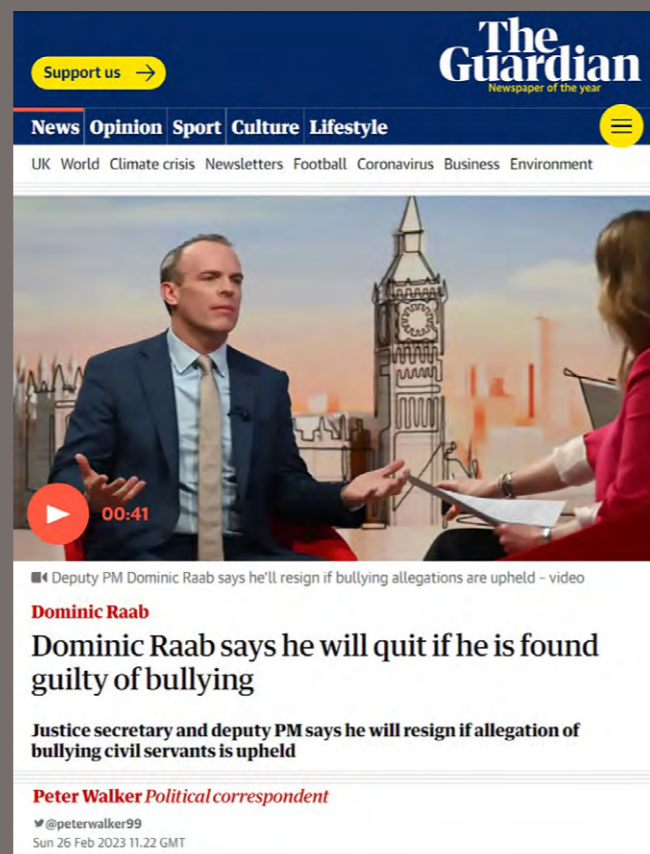 Support us
The
Guardian
Newspaper of the year
News Opinion Sport Culture Lifestyle
UK World Climate crisis Newsletters Football Coronavirus Business Environment
00:41
Deputy PM Dominic Raab says he'll resign if bullying allegations are upheld – video
Dominic Raab
Dominic Raab says he will quit if he is found
guilty of bullying
Justice secretary and deputy PM says he will resign if allegation of
bullying civil servants is upheld
Peter Walker Political correspondent
@peterwalker99
Sun 26 Feb 2023 11.22 GMT